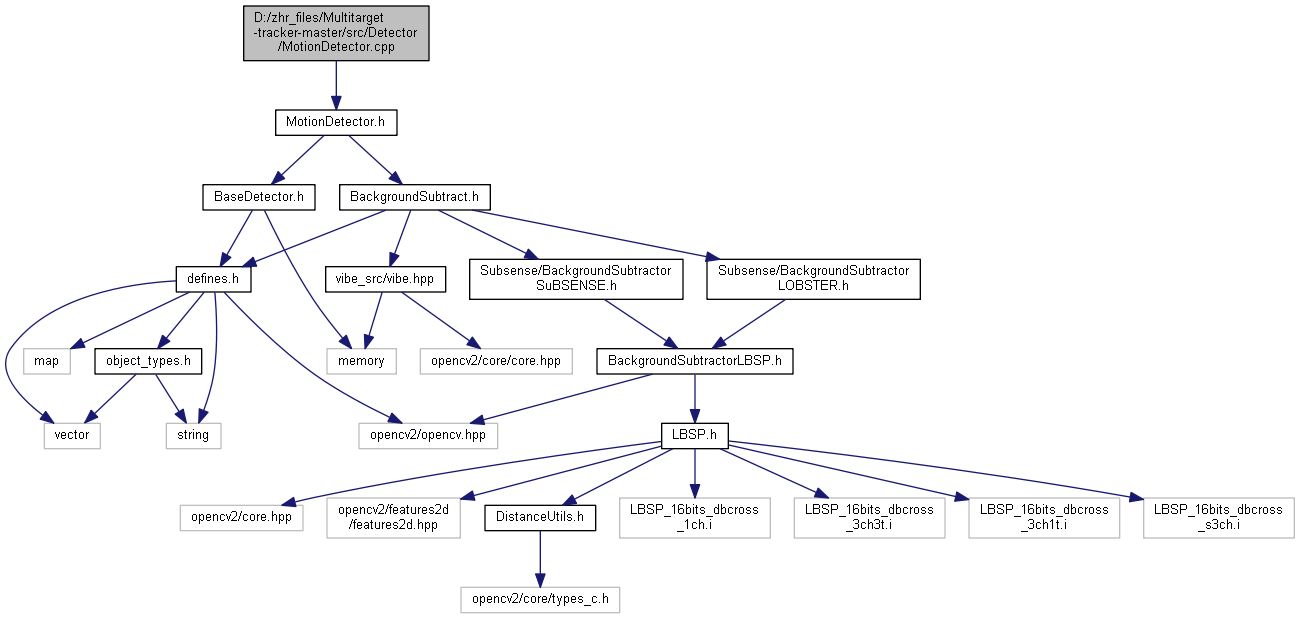 D:/zhr_files/Multitarget
-tracker-master/src/Detector
/MotionDetector.cpp
MotionDetector.h
BaseDetector.h
BackgroundSubtract.h
defines.h
vibe_src/vibe.hpp
Subsense/BackgroundSubtractor
SuBSENSE.h
Subsense/BackgroundSubtractor
LOBSTER.h
map
object_types.h
memory
opencv2/core/core.hpp
BackgroundSubtractorLBSP.h
vector
string
opencv2/opencv.hpp
LBSP.h
opencv2/core.hpp
opencv2/features2d
/features2d.hpp
DistanceUtils.h
LBSP_16bits_dbcross
_1ch.i
LBSP_16bits_dbcross
_3ch3t.i
LBSP_16bits_dbcross
_3ch1t.i
LBSP_16bits_dbcross
_s3ch.i
opencv2/core/types_c.h